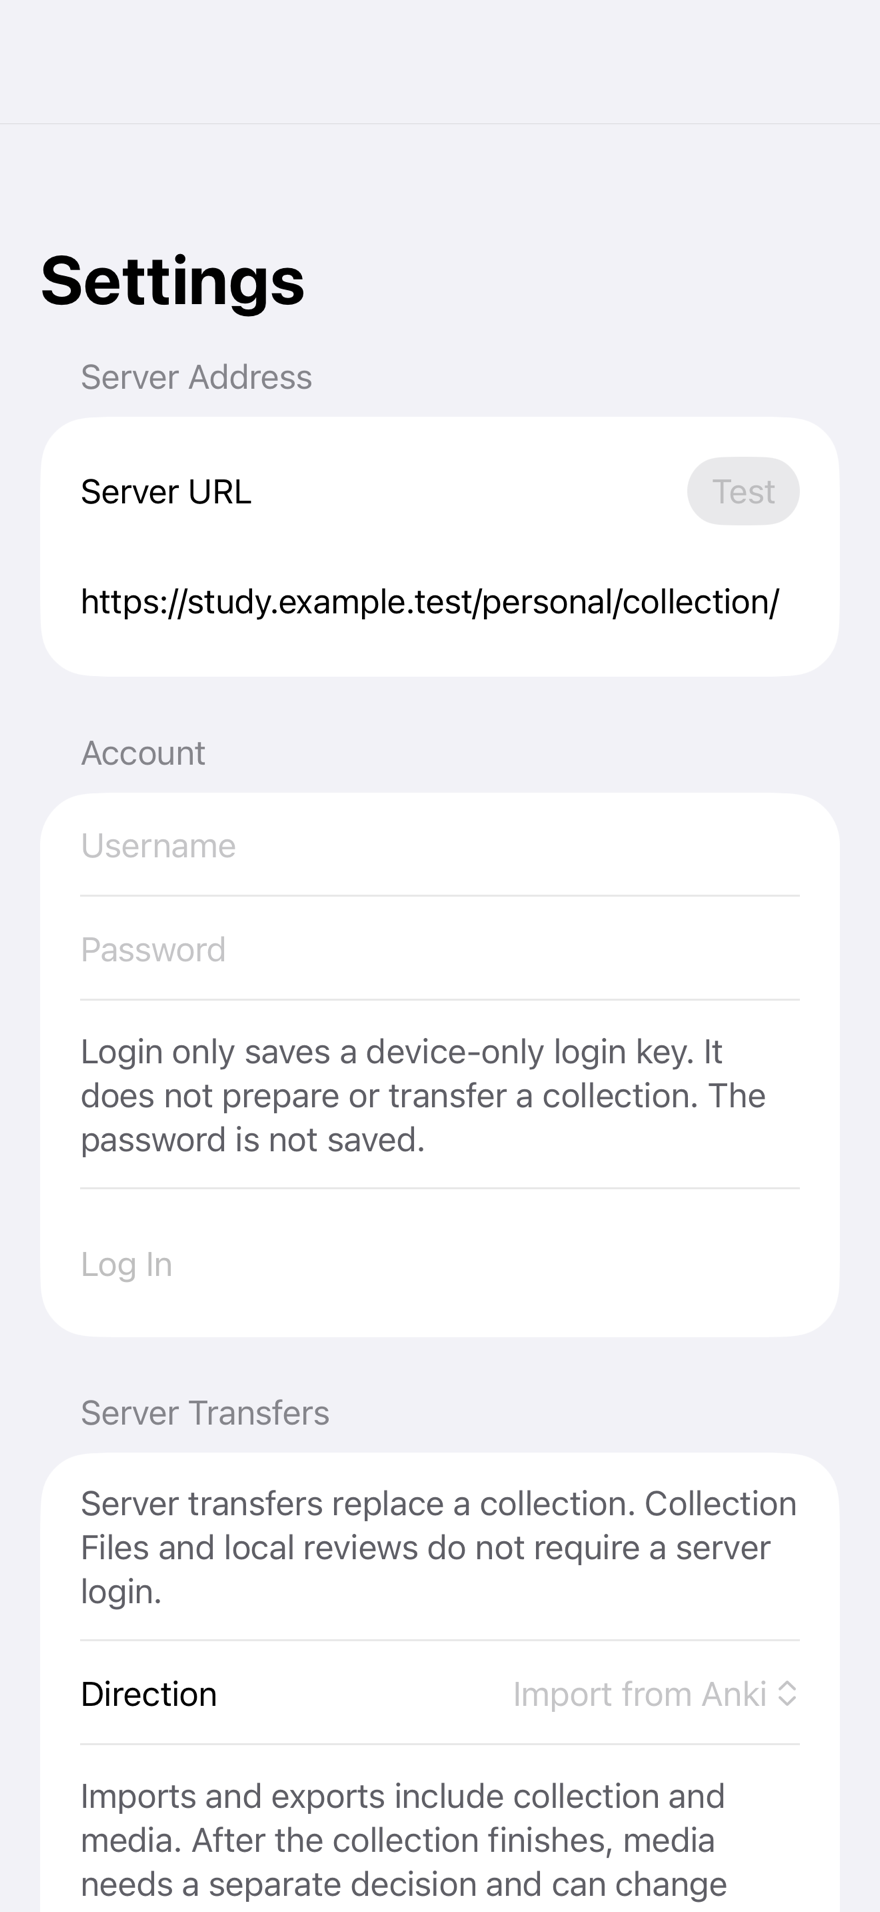 Settings
Server Address
Server URL
Test
https://study.example.test/personal/collection/
Account
Username
Password
Login only saves a device-only login key. It
does not prepare or transfer a collection. The
password is not saved.
Log In
Server Transfers
Server transfers replace a collection. Collection
Files and local reviews do not require a server
login.
Direction
Import from Anki
Imports and exports include collection and
media. After the collection finishes, media
needs a separate decision and can change